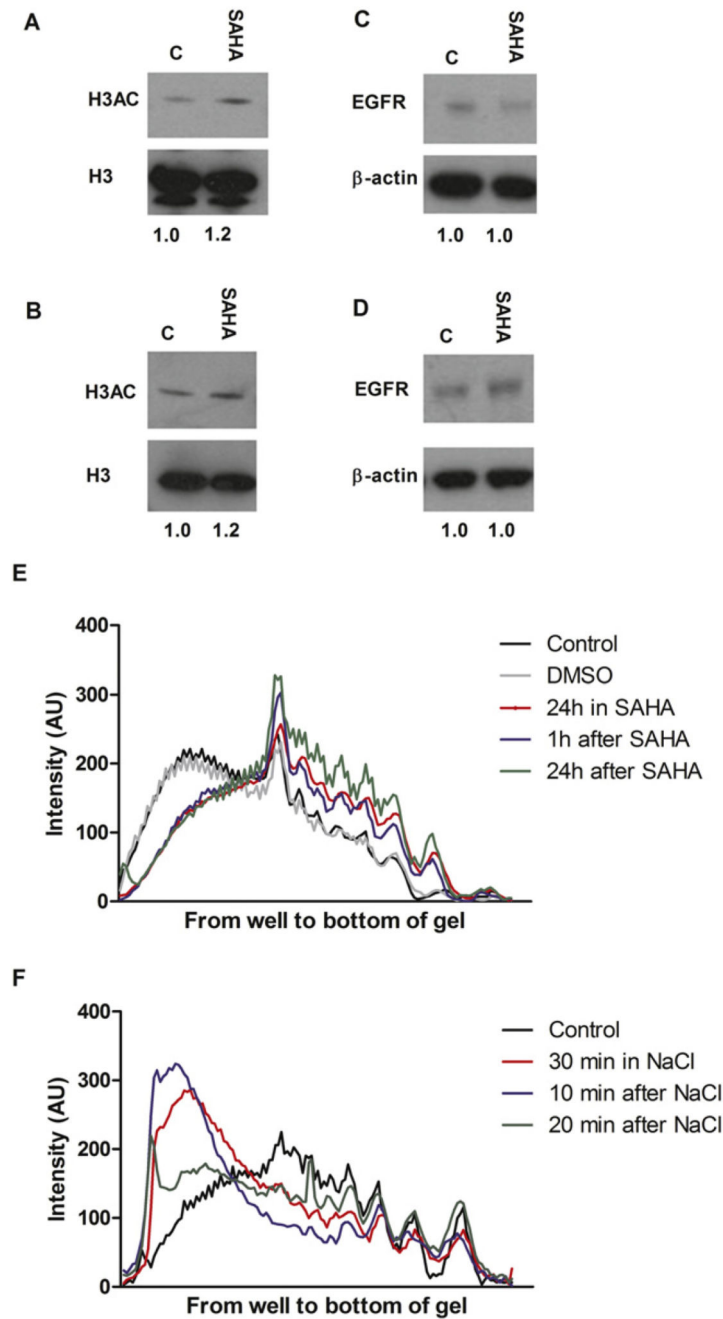 A
C SAHA
H3AC
H3
1.0 1.2
C
C SAHA
EGFR
β-actin
1.0 1.0
B
C SAHA
H3AC
H3
1.0 1.2
D
C SAHA
EGFR
β-actin
1.0 1.0
E
400
300
200
100
0
Intensity (AU)
From well to bottom of gel
Control
DMSO
24h in SAHA
1h after SAHA
24h after SAHA
F
400
300
200
100
0
Intensity (AU)
From well to bottom of gel
Control
30 min in NaCl
10 min after NaCl
20 min after NaCl